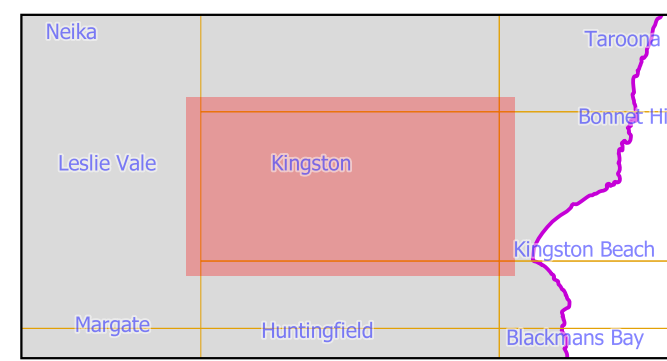 Neika
Taroona
Bonnet Hi
Leslie Vale
Kingston
Kingston Beach
Margate
Huntingfield
Blackmans Bay